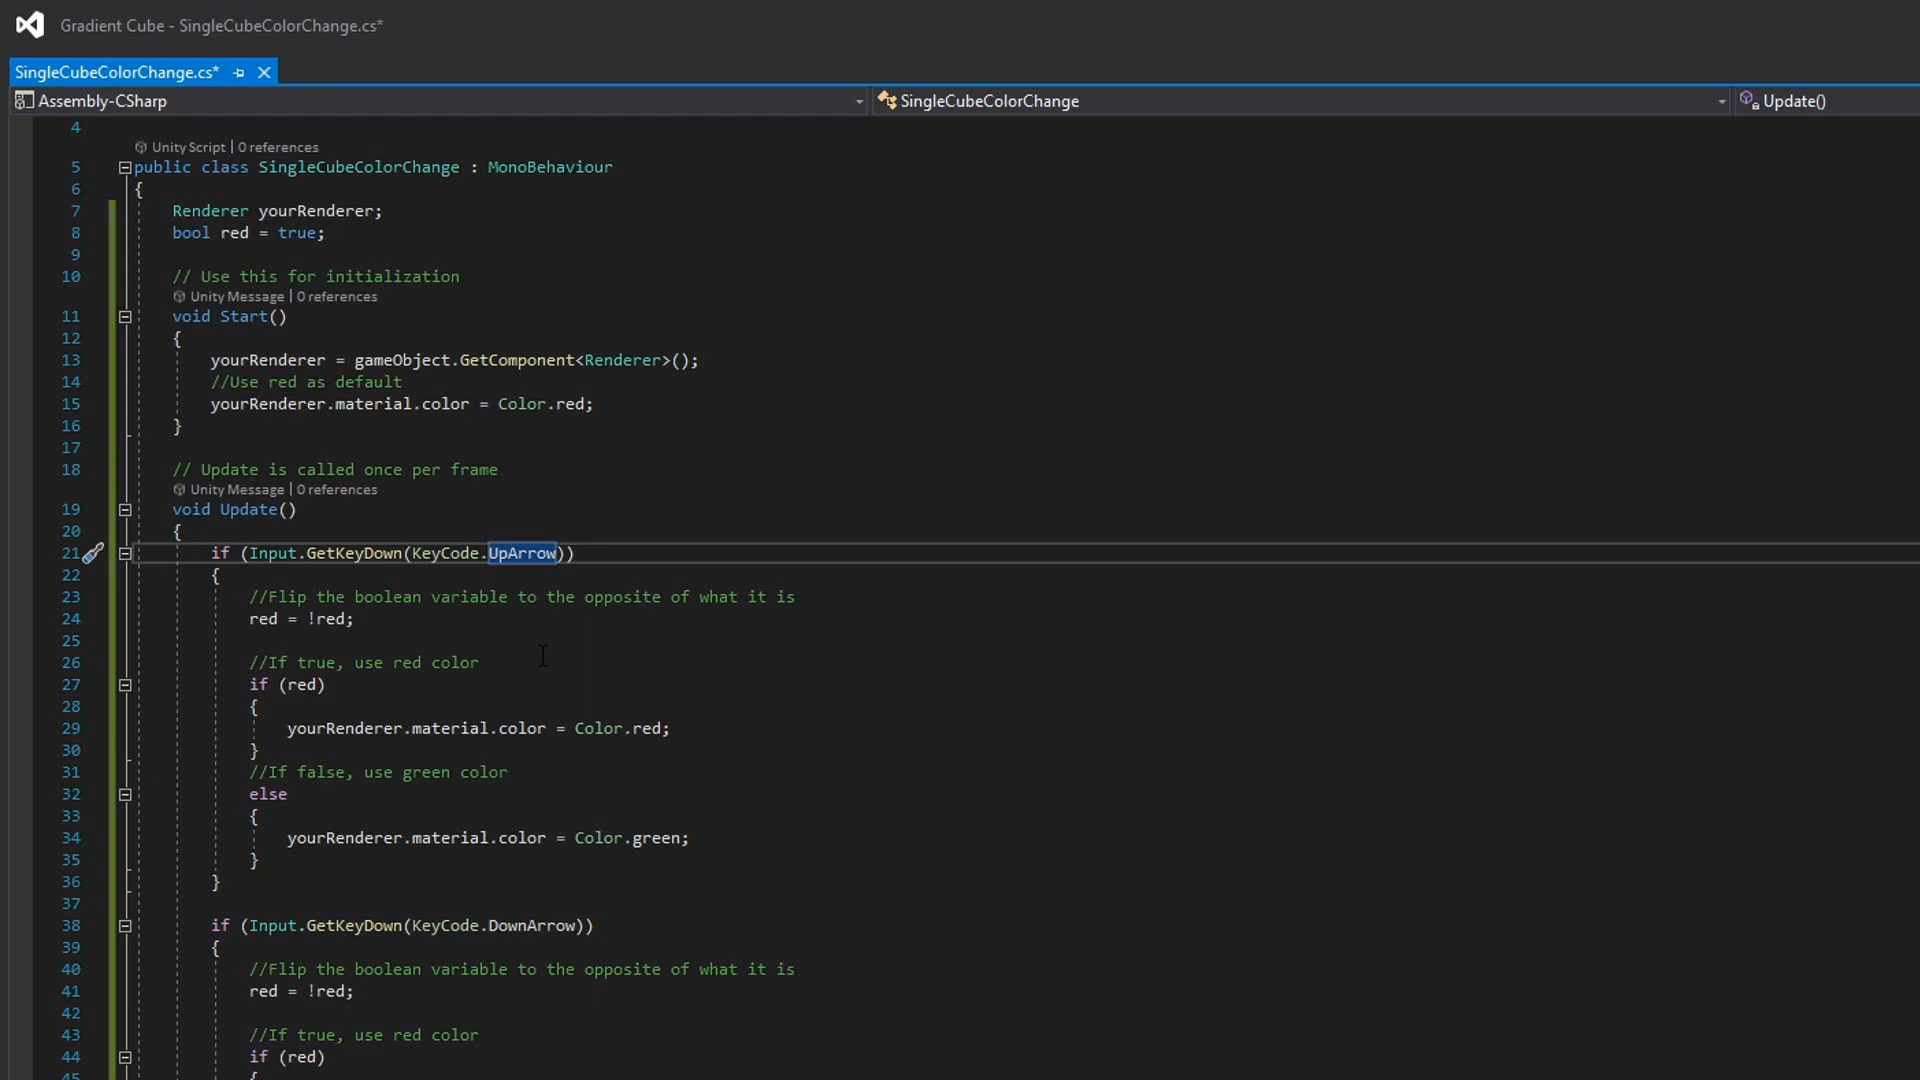 Gradient Cube - SingleCubeColorChange.cs*
SingleCubeColorChange.cs*
Assembly-CSharp SingleCubeColorChange Update()
4
Unity Script | 0 references
5 public class SingleCubeColorChange : MonoBehaviour
6 {
7 Renderer yourRenderer;
8 bool red = true;
9
10 // Use this for initialization
Unity Message | 0 references
11 void Start()
12 {
13 yourRenderer = gameObject.GetComponent<Renderer>();
14 //Use red as default
15 yourRenderer.material.color = Color.red;
16 }
17
18 // Update is called once per frame
Unity Message | 0 references
19 void Update()
20 {
21 if (Input.GetKeyDown(KeyCode.UpArrow))
22 {
23 //Flip the boolean variable to the opposite of what it is
24 red = !red;
25
26 //If true, use red color
27 if (red)
28 {
29 yourRenderer.material.color = Color.red;
30 }
31 //If false, use green color
32 else
33 {
34 yourRenderer.material.color = Color.green;
35 }
36 }
37
38 if (Input.GetKeyDown(KeyCode.DownArrow))
39 {
40 //Flip the boolean variable to the opposite of what it is
41 red = !red;
42
43 //If true, use red color
44 if (red)
45 {